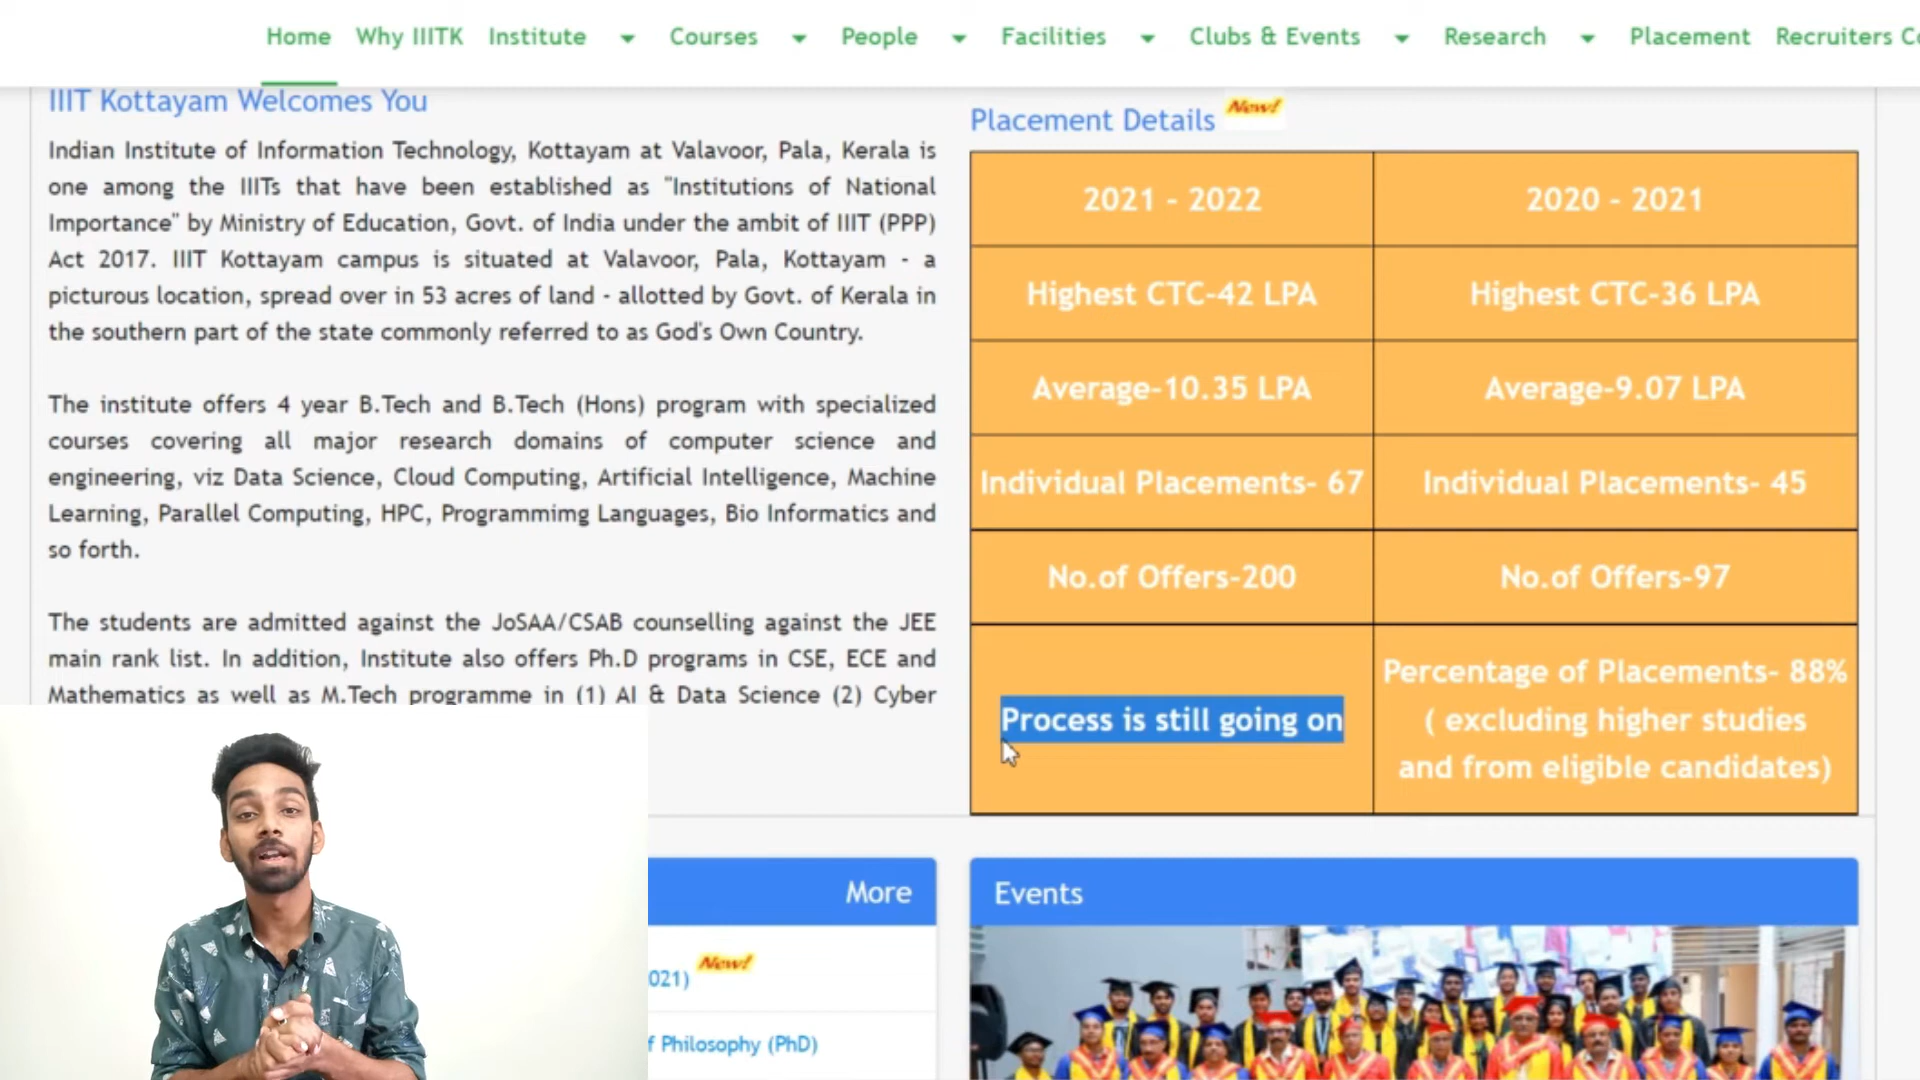 Home Why IIITK Institute Courses People Facilities Clubs & Events Research Placement Recruiters
IIIT Kottayam Welcomes You
Indian Institute of Information Technology, Kottayam at Valavoor, Pala, Kerala is
one among the IIITs that have been established as "Institutions of National
Importance" by Ministry of Education, Govt. of India under the ambit of IIIT (PPP)
Act 2017. IIIT Kottayam campus is situated at Valavoor, Pala, Kottayam - a
picturous location, spread over in 53 acres of land - allotted by Govt. of Kerala in
the southern part of the state commonly referred to as God's Own Country.
The institute offers 4 year B.Tech and B.Tech (Hons) program with specialized
courses covering all major research domains of computer science and
engineering, viz Data Science, Cloud Computing, Artificial Intelligence, Machine
Learning, Parallel Computing, HPC, Programmimg Languages, Bio Informatics and
so forth.
The students are admitted against the JoSAA/CSAB counselling against the JEE
main rank list. In addition, Institute also offers Ph.D programs in CSE, ECE and
Mathematics as well as M.Tech programme in (1) AI & Data Science (2) Cyber
Placement Details New!
2021 - 2022 2020 - 2021
Highest CTC-42 LPA Highest CTC-36 LPA
Average-10.35 LPA Average-9.07 LPA
Individual Placements- 67 Individual Placements- 45
No.of Offers-200 No.of Offers-97
Process is still going on
Percentage of Placements- 88%
( excluding higher studies
and from eligible candidates)
More
021) New!
f Philosophy (PhD)
Events